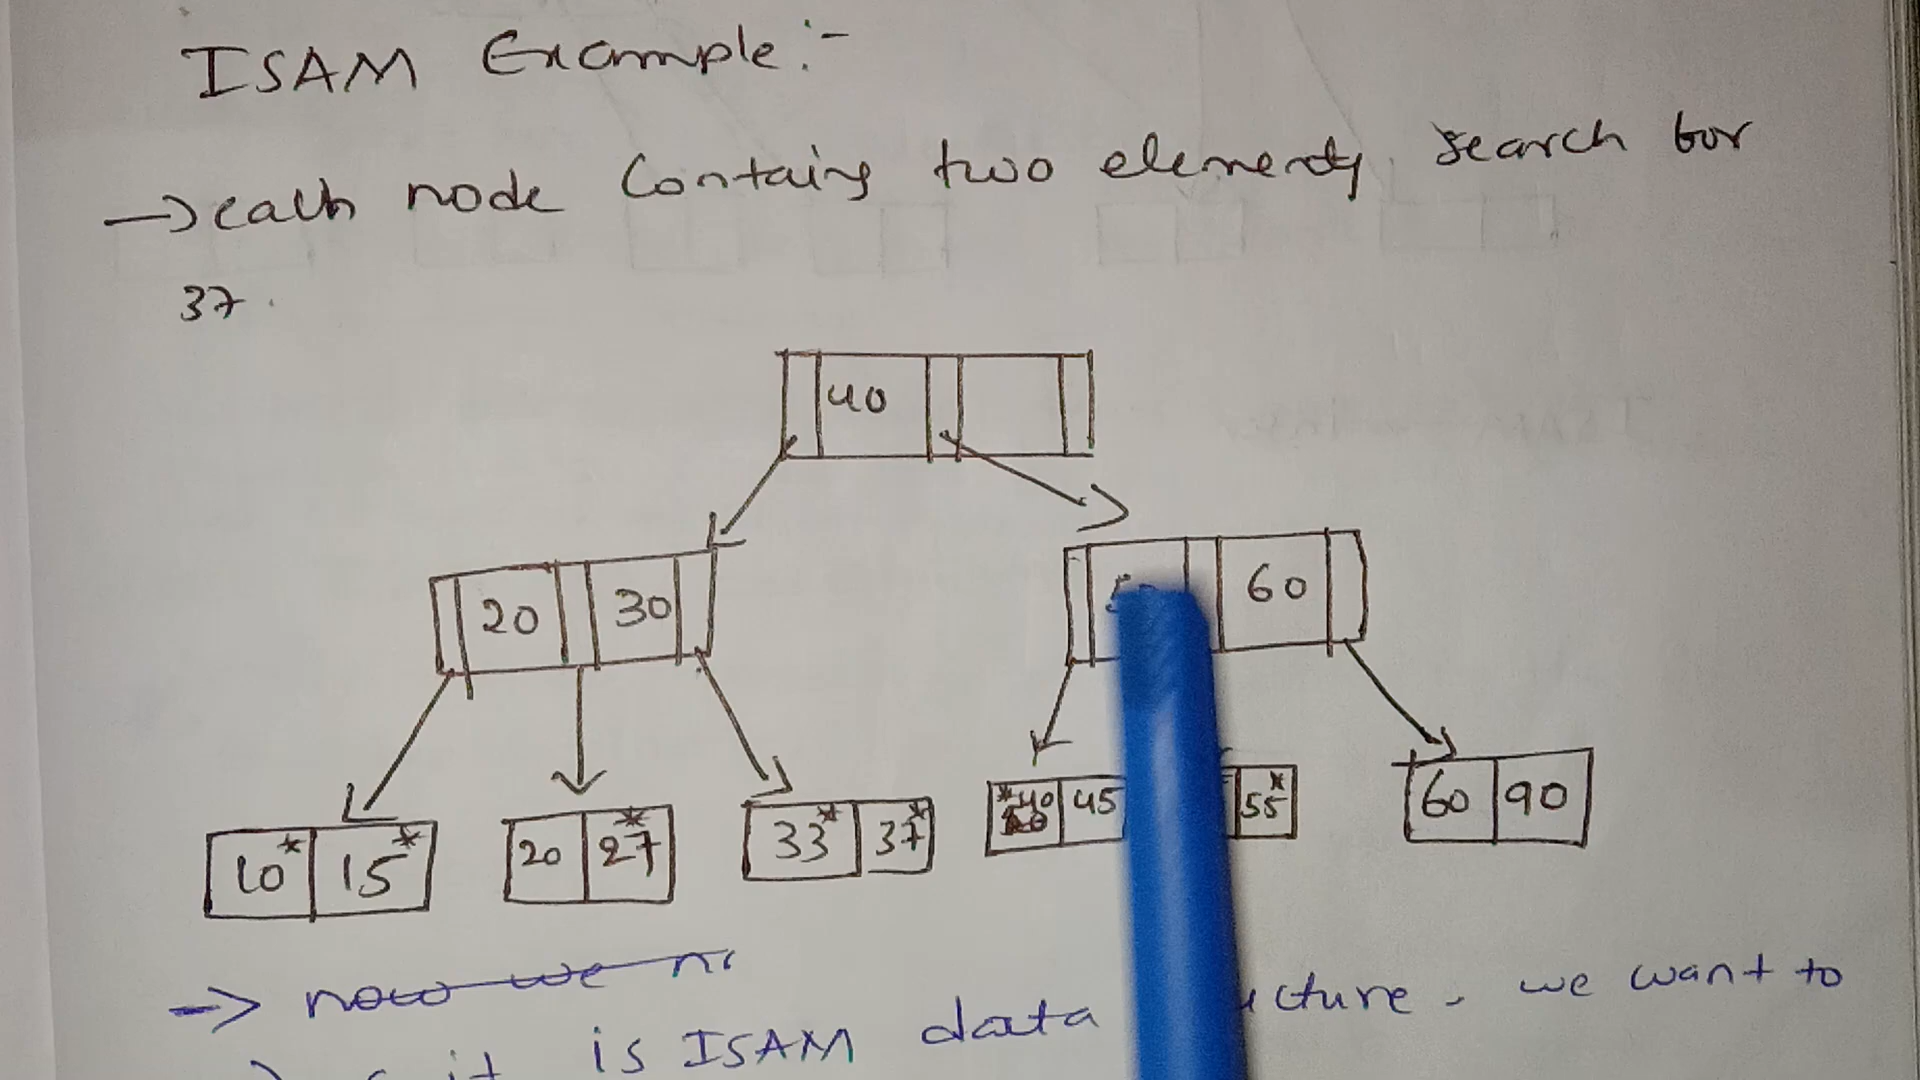 ISAM Example:-
→ each node Contains two elements. search for
37.
40
20 30 60
10* 15* 20 27* 33* 37* *40 45 55* 60 90
→ now we
it is ISAM data we want to